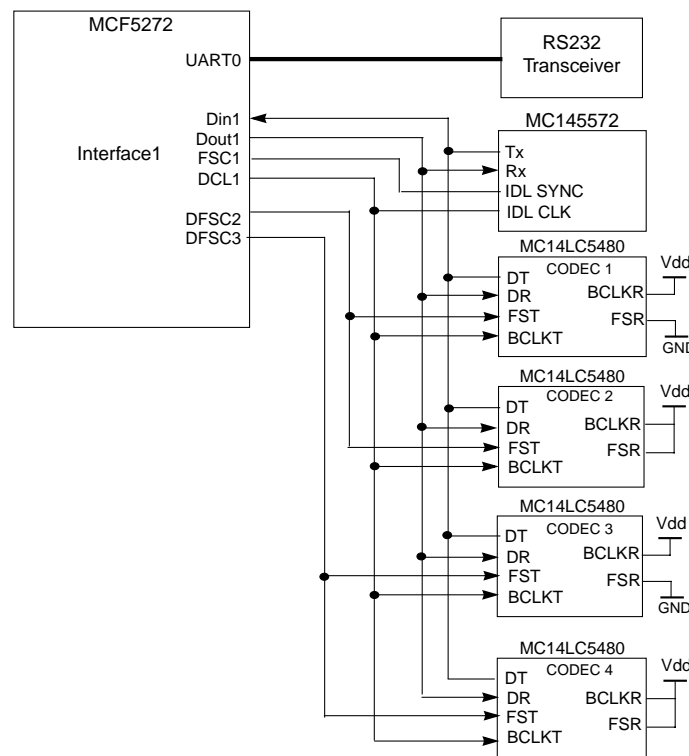 MCF5272
UART0
Din1
Dout1
Interface1
FSC1
DCL1
DFSC2
DFSC3
RS232
Transceiver
MC145572
Tx
Rx
IDL SYNC
IDL CLK
MC14LC5480
CODEC 1
DT
DR
FST
BCLKT
BCLKR
FSR
Vdd
GND
MC14LC5480
CODEC 2
DT
DR
FST
BCLKT
BCLKR
FSR
Vdd
MC14LC5480
CODEC 3
DT
DR
FST
BCLKT
BCLKR
FSR
Vdd
GND
MC14LC5480
CODEC 4
DT
DR
FST
BCLKT
BCLKR
FSR
Vdd